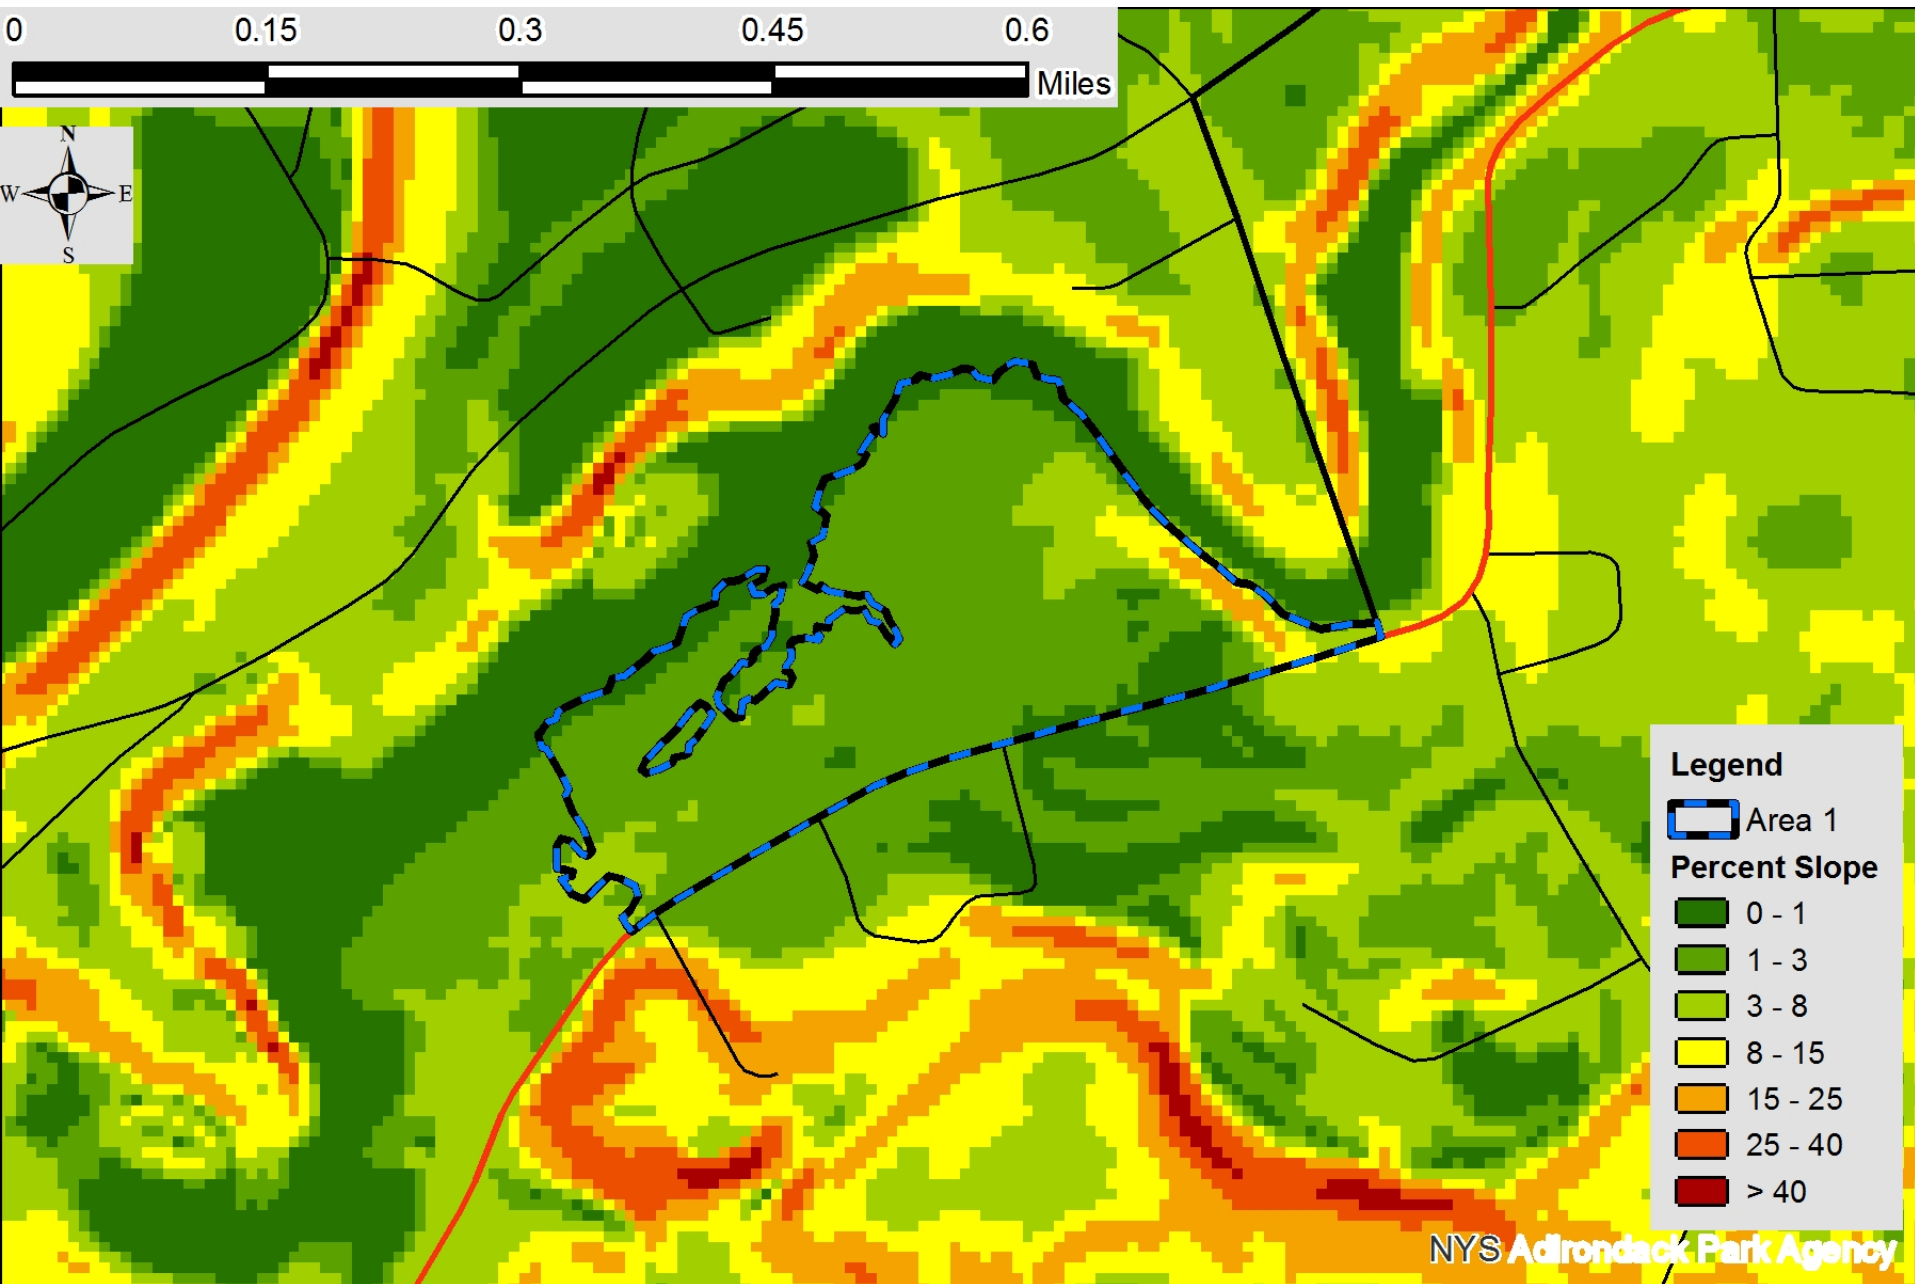 0 0.15 0.3 0.45 0.6
Miles
N
W E
S
Legend
Area 1
Percent Slope
0 - 1
1 - 3
3 - 8
8 - 15
15 - 25
25 - 40
> 40
NYS Adirondack Park Agency